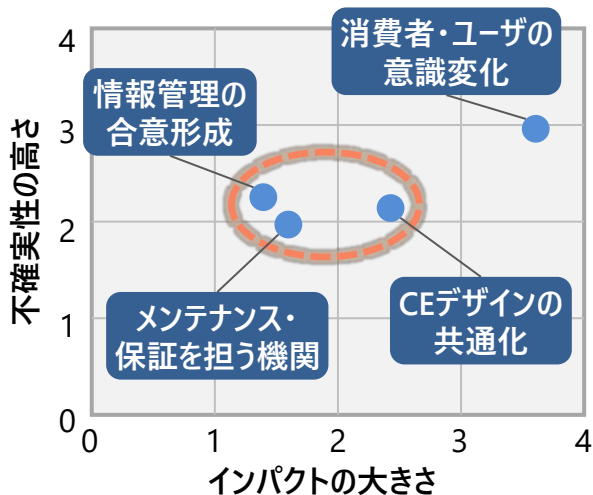 消費者・ユーザの
意識変化
情報管理の
合意形成
メンテナンス・
保証を担う機関
CEデザインの
共通化
不確実性の高さ
4
3
2
1
0
0 1 2 3 4
インパクトの大きさ